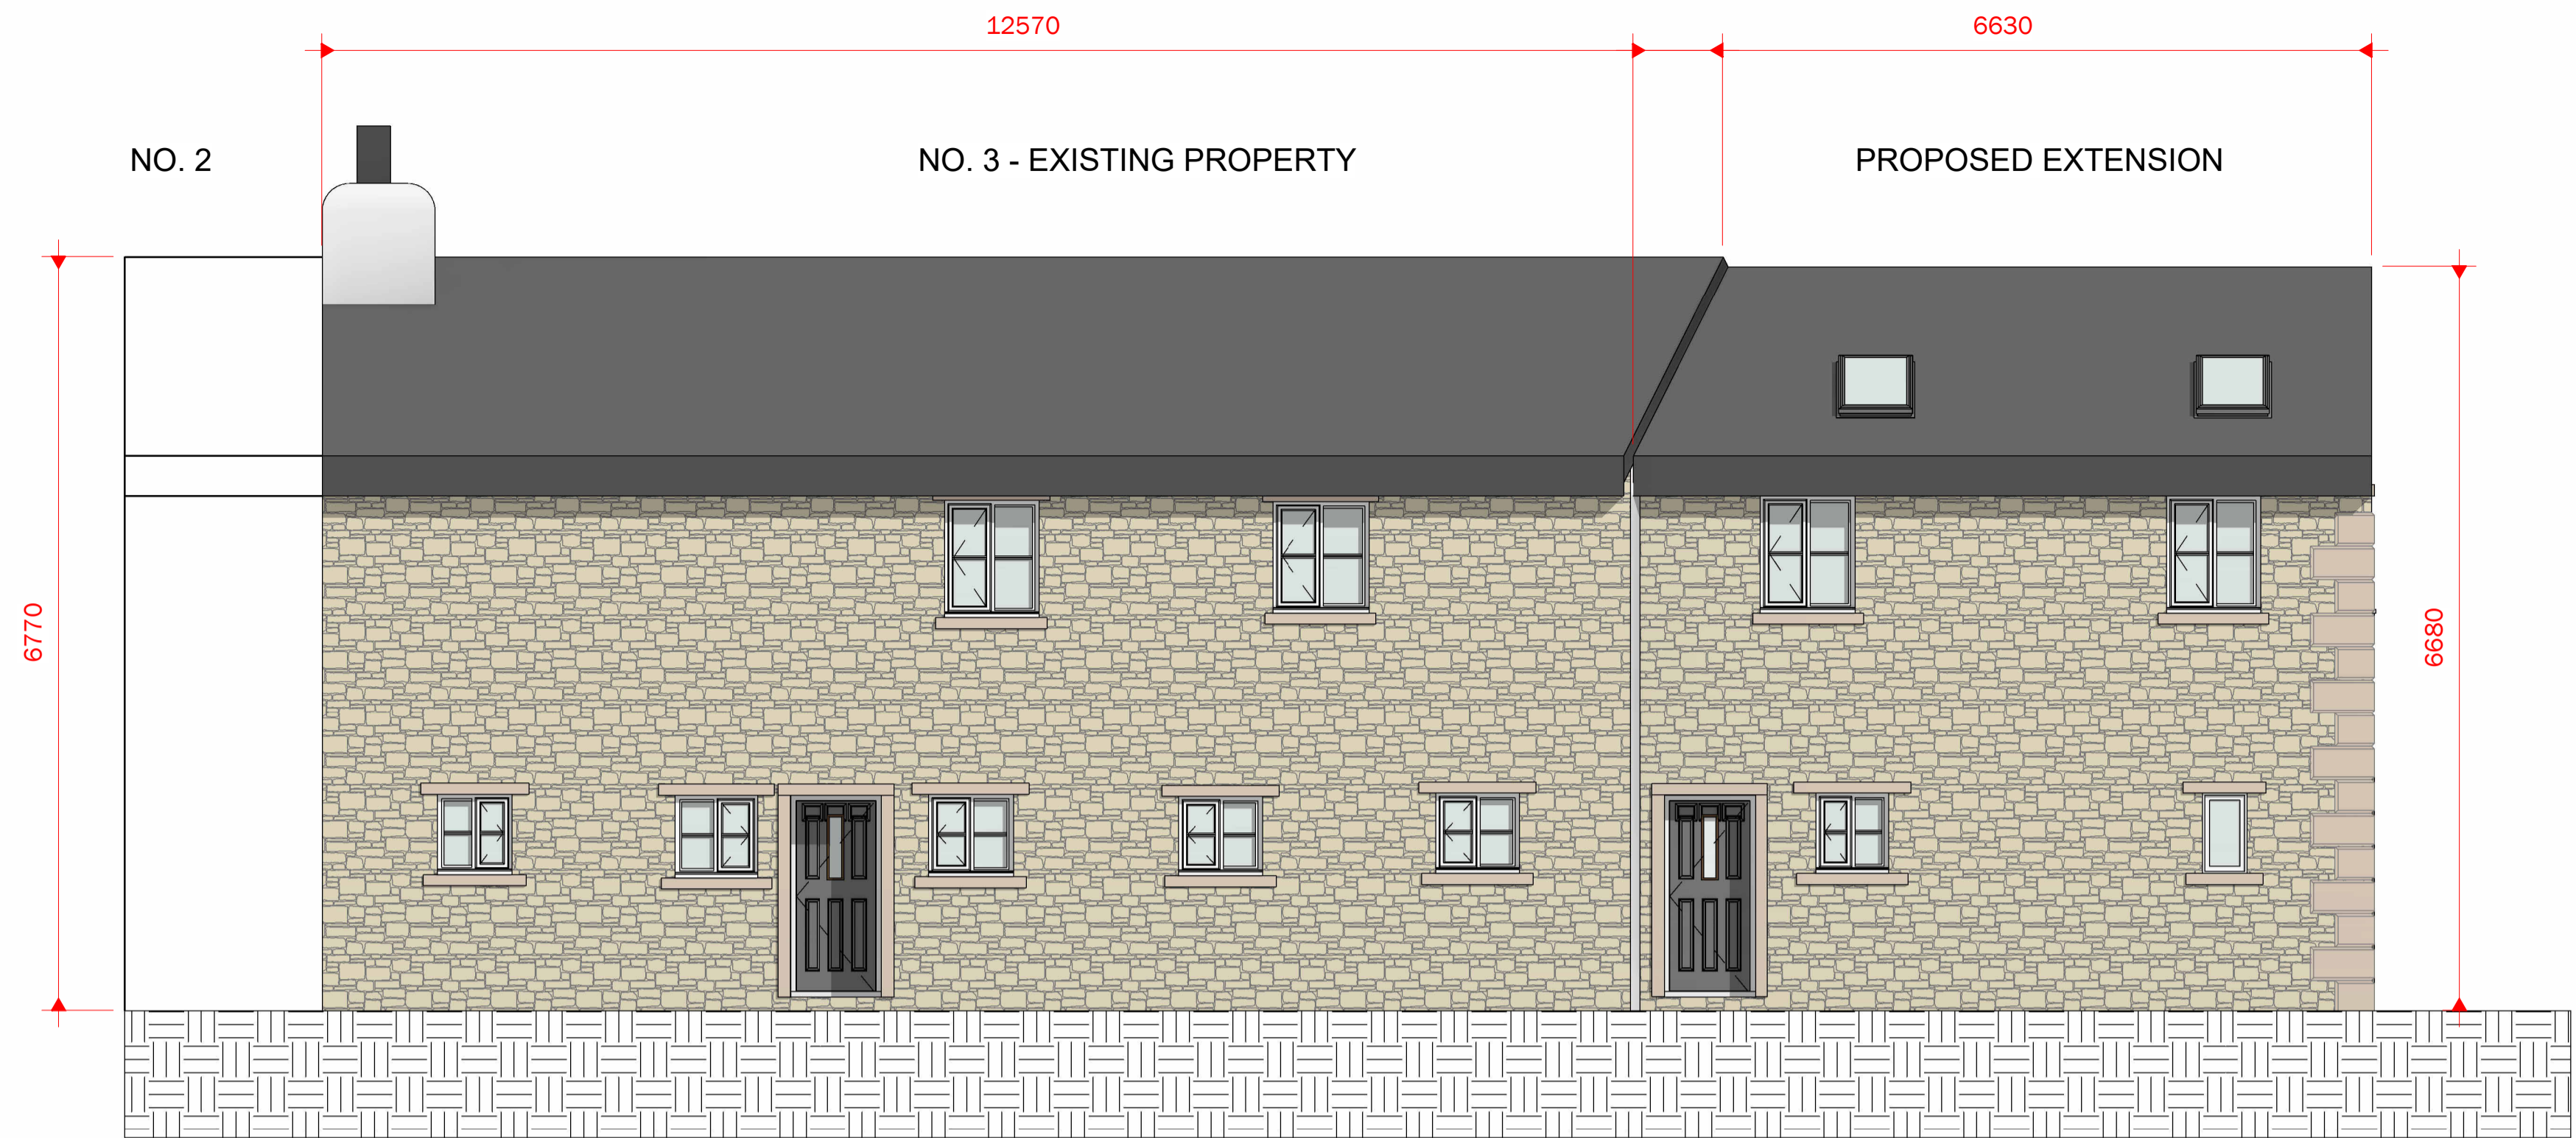 12570
6630
NO. 2
NO. 3 - EXISTING PROPERTY
PROPOSED EXTENSION
6770
6680